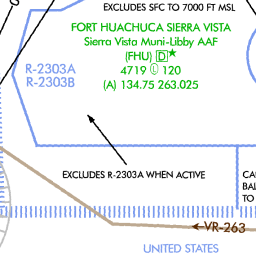 EXCLUDES SFC TO 7000 FT MSL
FORT HUACHUCA SIERRA VISTA
Sierra Vista Muni-Libby AAF
(FHU) D★
4719 Ⓛ 120
(A) 134.75 263.025
R-2303A
R-2303B
EXCLUDES R-2303A WHEN ACTIVE
CA
BAL
TO
VR-263
UNITED STATES